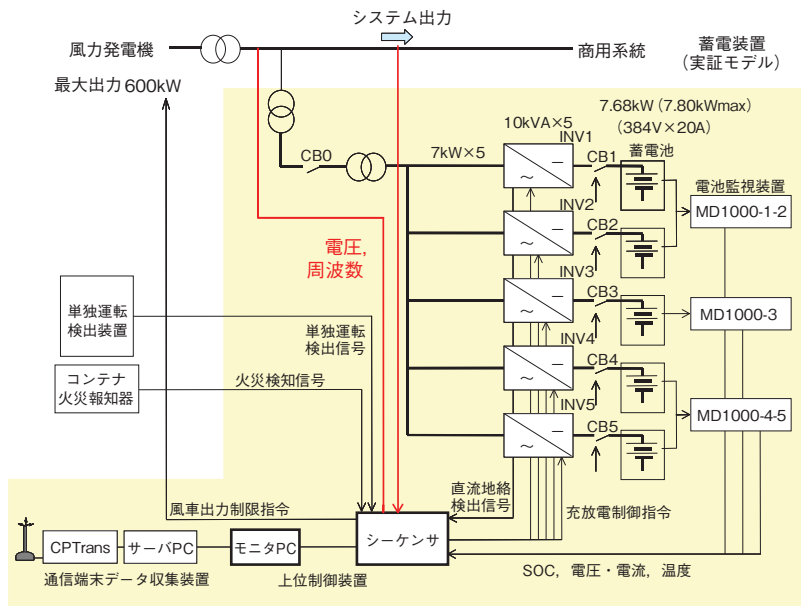 システム出力
風力発電機
商用系統
蓄電装置
(実証モデル)
最大出力 600kW
7.68kW (7.80kWmax)
(384V×20A)
10kVA×5
7kW×5
CB0
INV1
CB1
蓄電池
電池監視装置
MD1000-1-2
INV2
CB2
電圧,
周波数
INV3
CB3
MD1000-3
単独運転
検出装置
単独運転
検出信号
INV4
CB4
コンテナ
火災報知器
火災検知信号
INV5
CB5
MD1000-4-5
直流地絡
検出信号
風車出力制限指令
充放電制御指令
CPTrans
サーバPC
モニタPC
シーケンサ
通信端末データ収集装置
上位制御装置
SOC, 電圧・電流, 温度